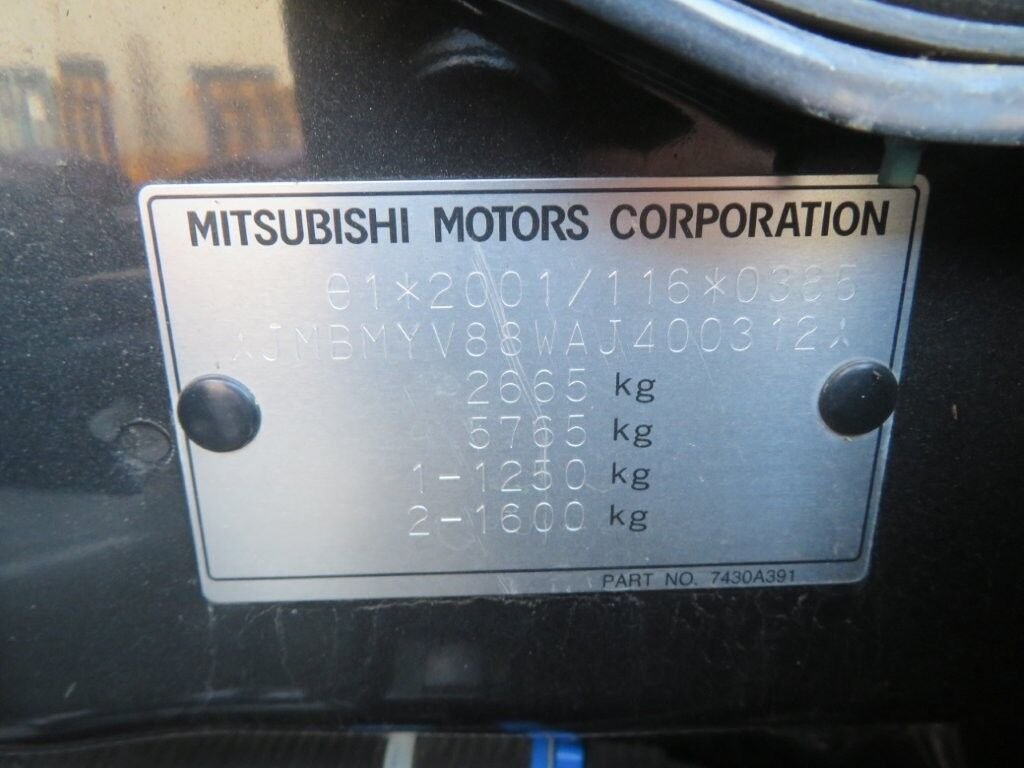 MITSUBISHI MOTORS CORPORATION
e1*2001/116*0385
*JMBMYV88WAJ400312*
2665 kg
5765 kg
1-1250 kg
2-1600 kg
PART NO. 7430A391